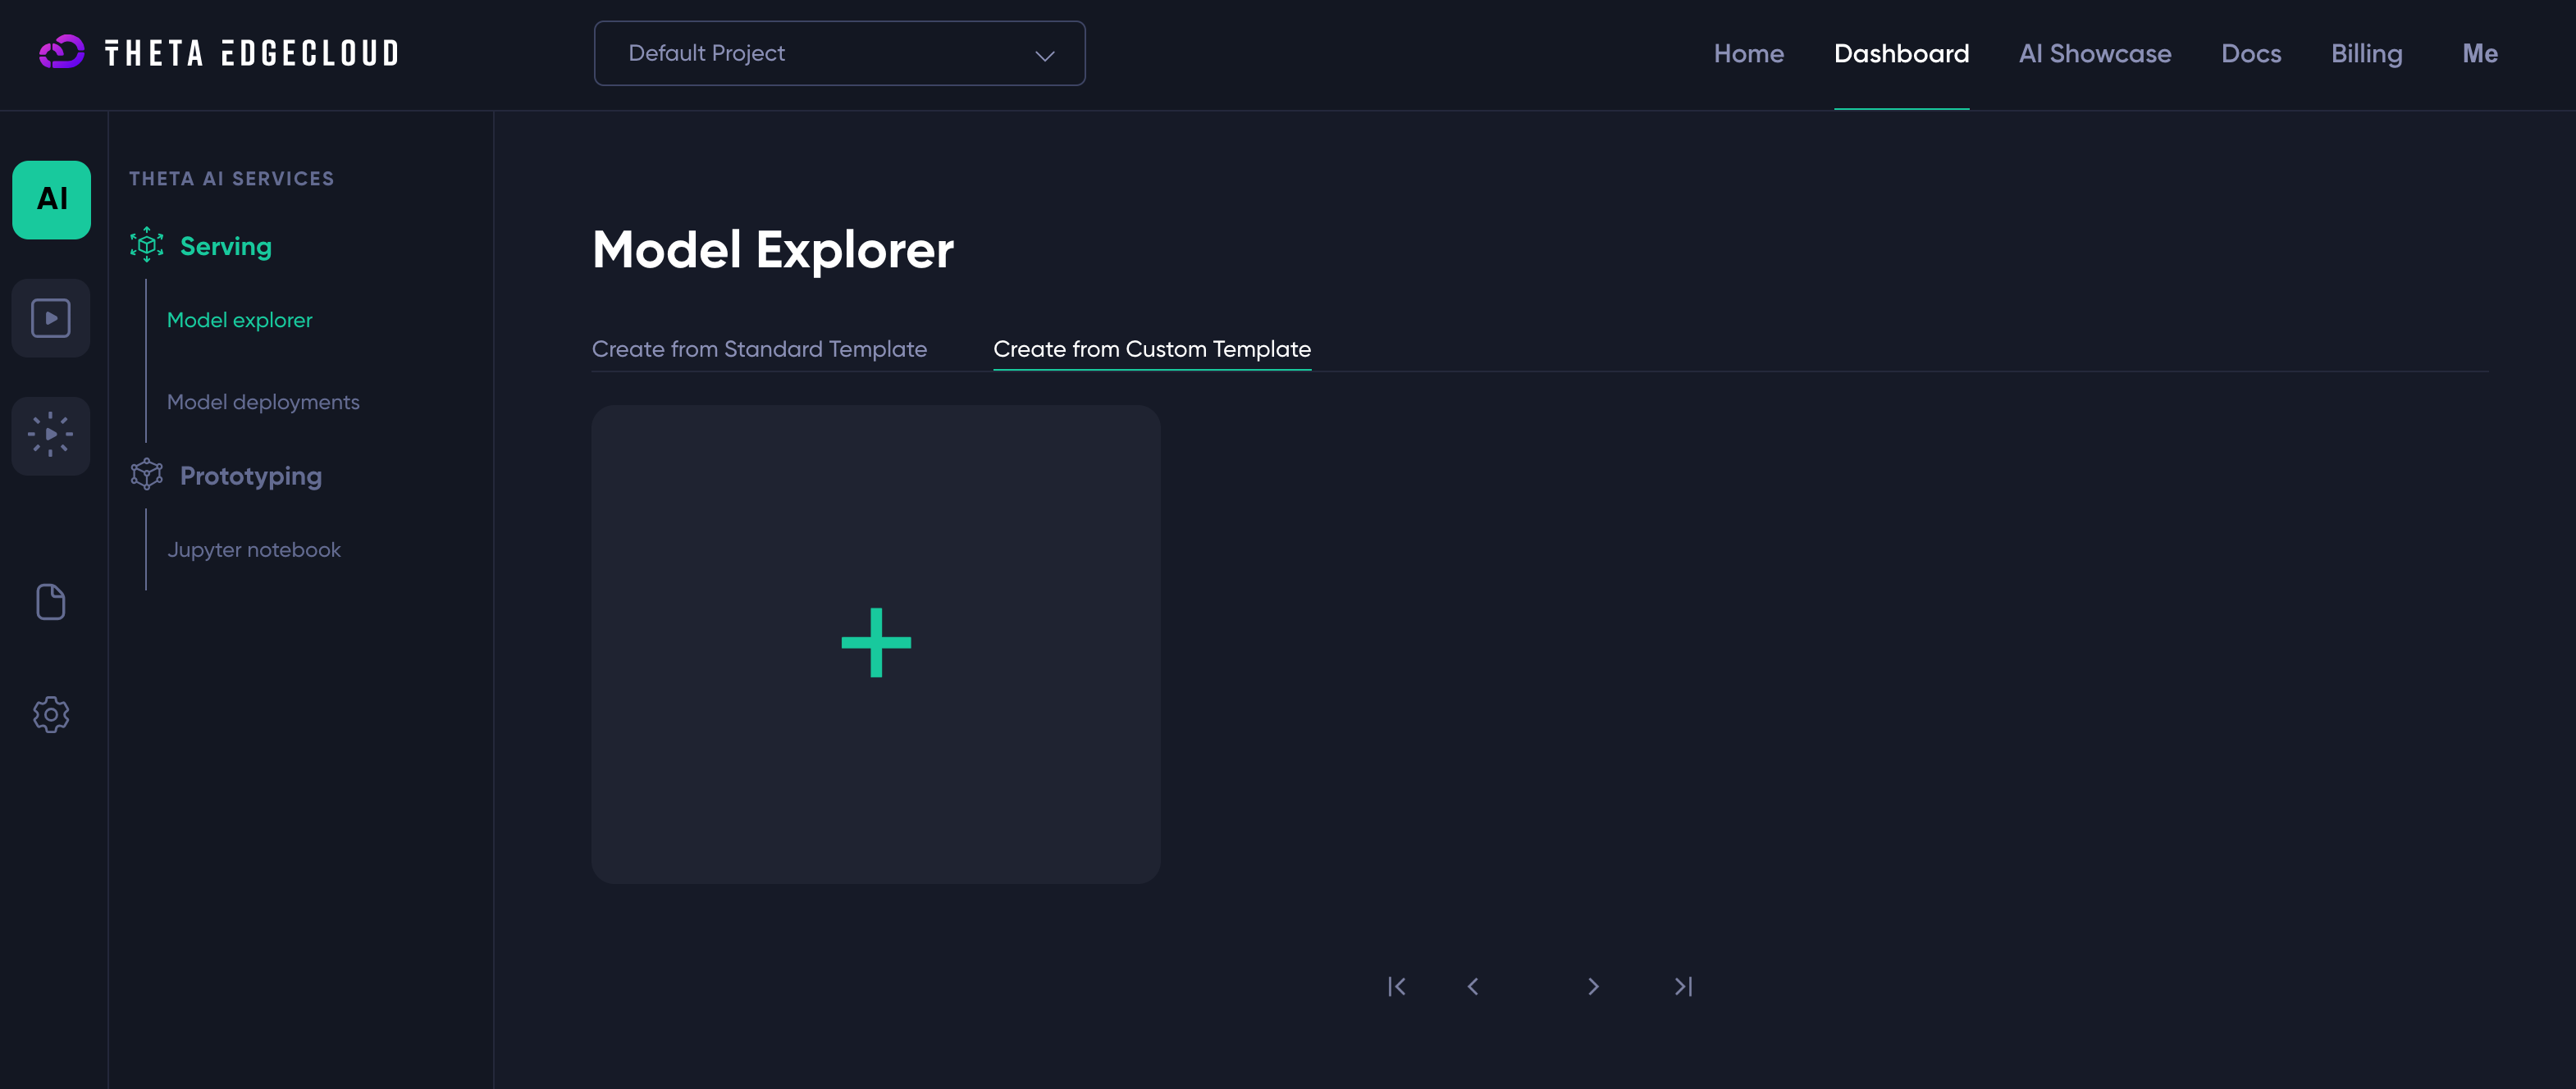 THETA EDGECLOUD
Default Project
Home Dashboard AI Showcase Docs Billing Me
AI
THETA AI SERVICES
Serving
Model explorer
Model deployments
Prototyping
Jupyter notebook
Model Explorer
Create from Standard Template Create from Custom Template